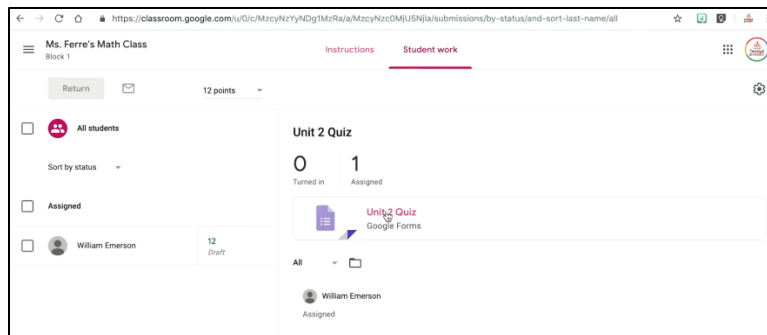 https://classroom.google.com/u/0/c/MzcyNzYyNDg1MzRa/a/MzcyNzc0MjU5Njla/submissions/by-status/and-sort-last-name/all
Ms. Ferre's Math Class
Block 1
Instructions
Student work
Return
12 points
All students
Sort by status
Assigned
William Emerson
12
Draft
Unit 2 Quiz
0
1
Turned in
Assigned
Unit 2 Quiz
Google Forms
All
William Emerson
Assigned